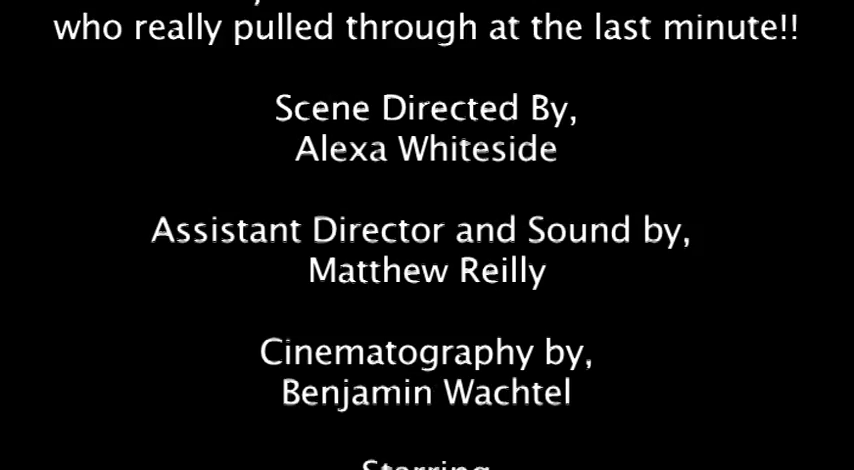 who really pulled through at the last minute!!
Scene Directed By,
Alexa Whiteside
Assistant Director and Sound by,
Matthew Reilly
Cinematography by,
Benjamin Wachtel
Starring